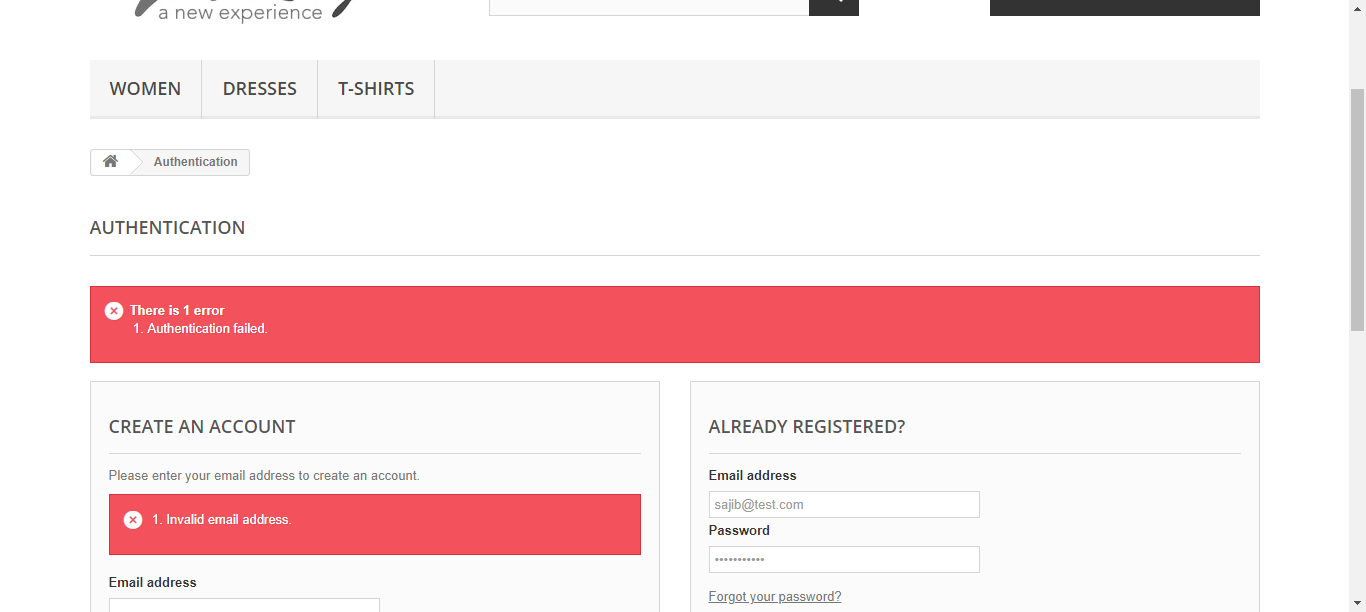 a new experience
WOMEN
DRESSES
T-SHIRTS
Authentication
AUTHENTICATION
There is 1 error
1. Authentication failed.
CREATE AN ACCOUNT
Please enter your email address to create an account.
1. Invalid email address.
Email address
ALREADY REGISTERED?
Email address
sajib@test.com
Password
•••••••••••
Forgot your password?